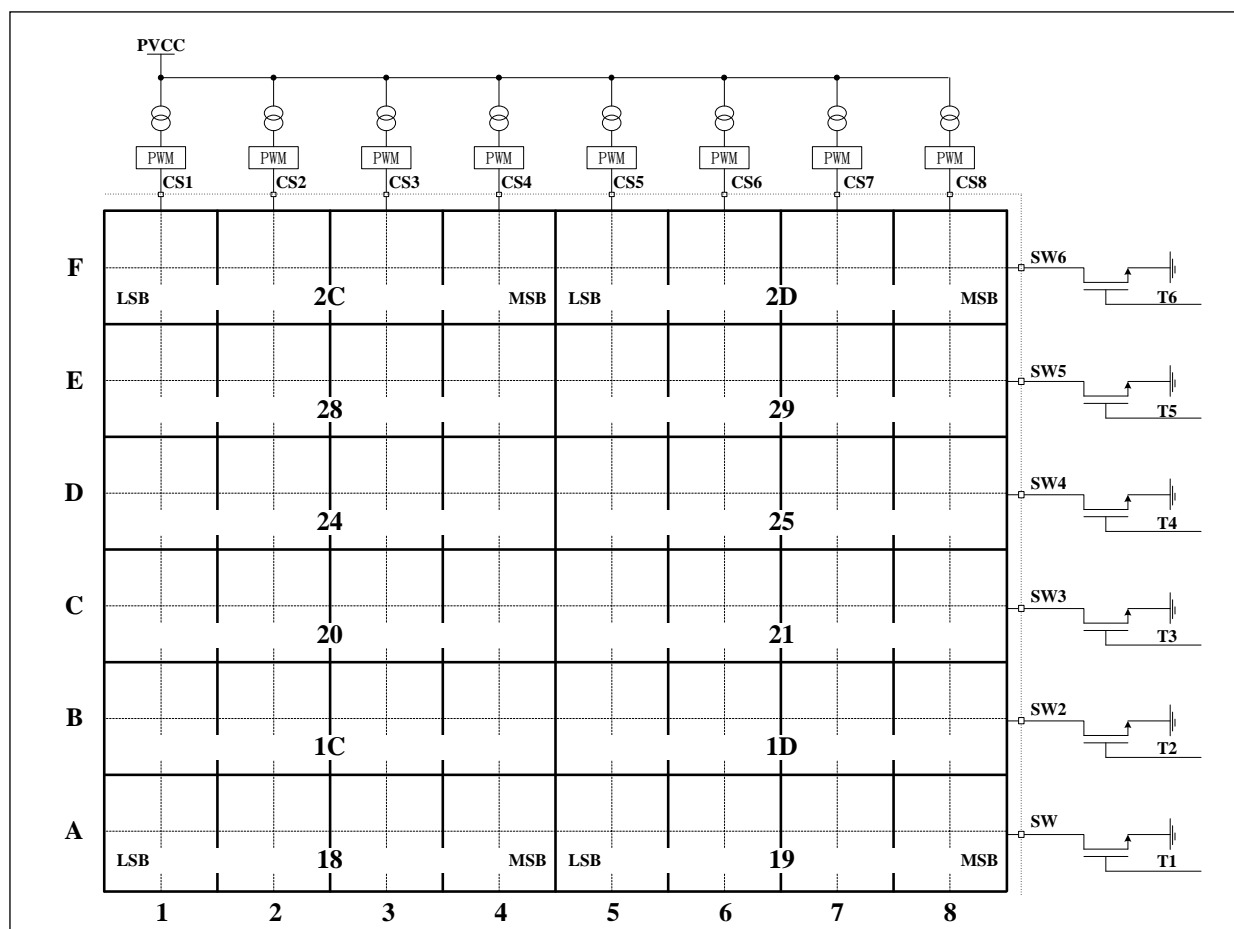 PVCC
PWM PWM PWM PWM PWM PWM PWM PWM
CS1 CS2 CS3 CS4 CS5 CS6 CS7 CS8
F SW6
LSB 2C MSB LSB 2D MSB T6
E SW5
28 29 T5
D SW4
24 25 T4
C SW3
20 21 T3
B SW2
1C 1D T2
A SW
LSB 18 MSB LSB 19 MSB T1
1 2 3 4 5 6 7 8